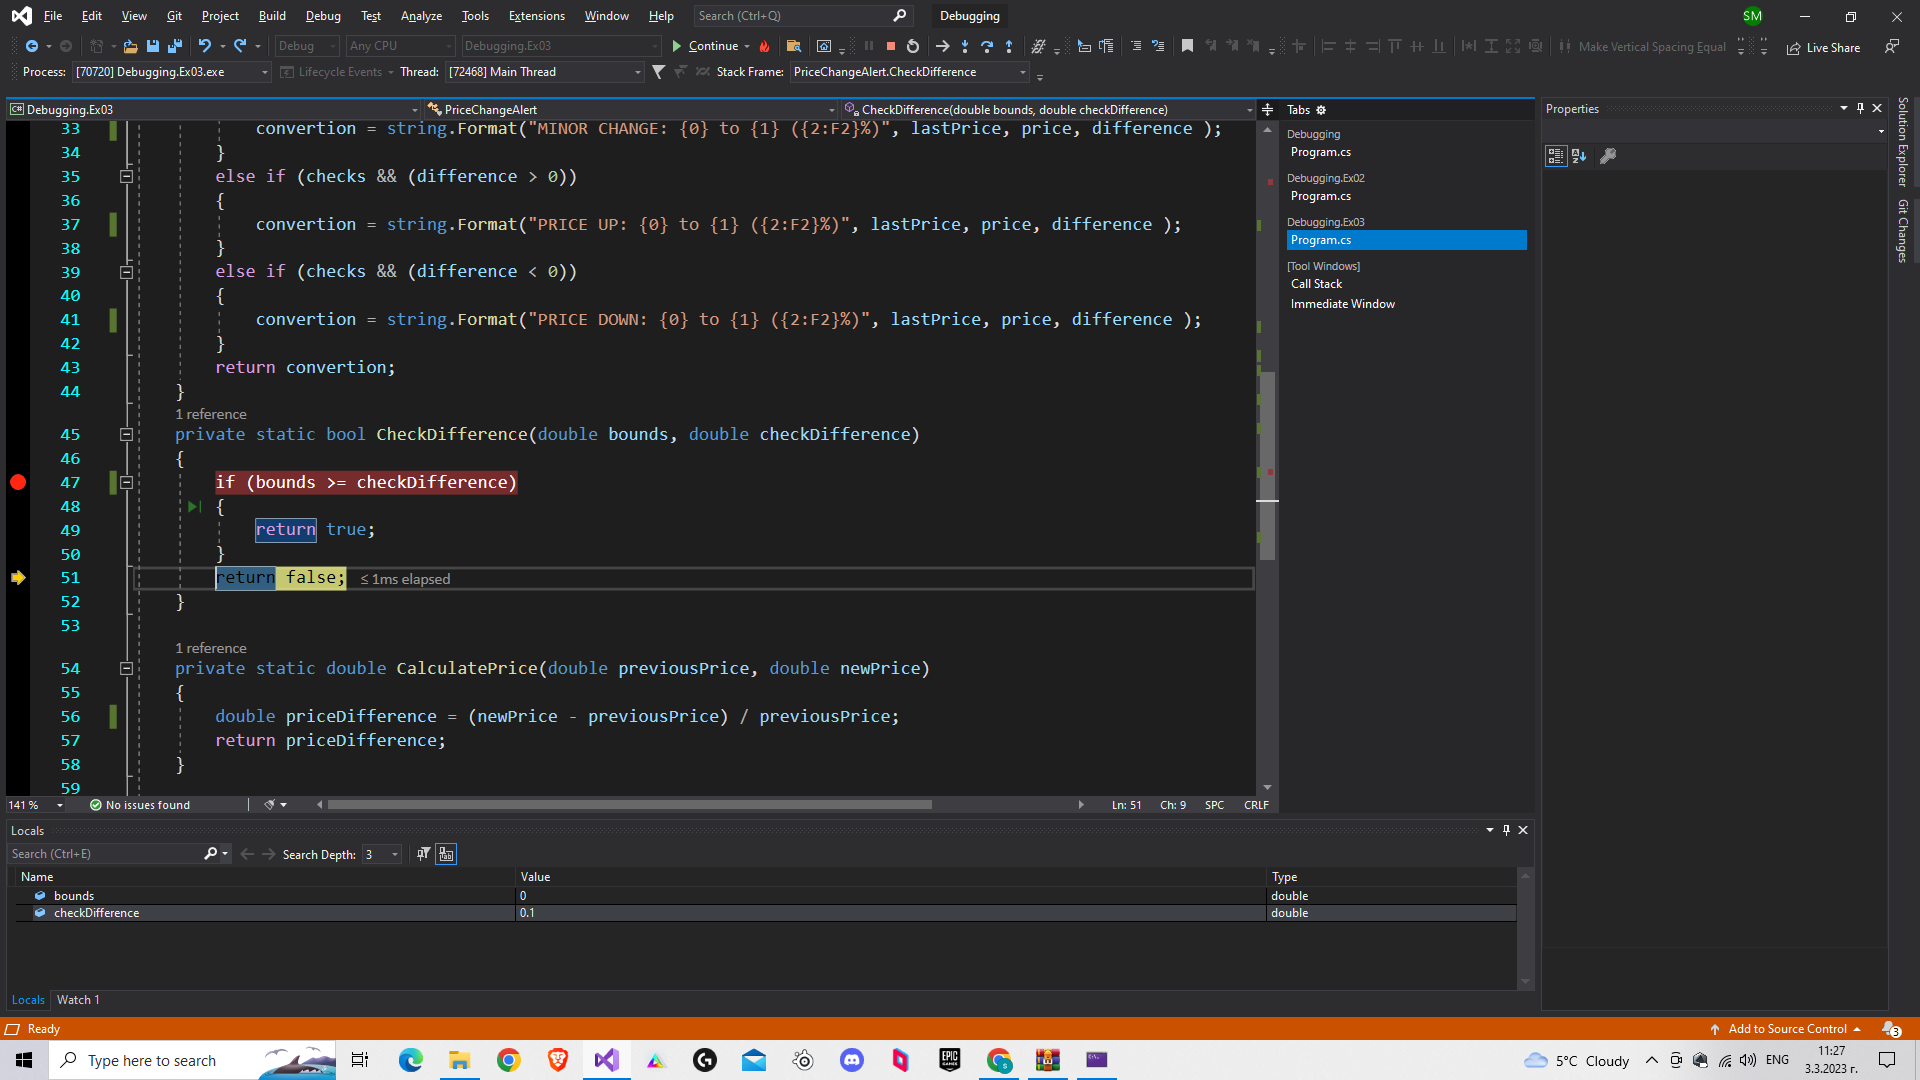 File Edit View Git Project Build Debug Test Analyze Tools Extensions Window Help Search (Ctrl+Q) Debugging SM
Debug Any CPU Debugging.Ex03 Continue Make Vertical Spacing Equal Live Share
Process: [70720] Debugging.Ex03.exe Lifecycle Events Thread: [72468] Main Thread Stack Frame: PriceChangeAlert.CheckDifference
C# Debugging.Ex03 PriceChangeAlert CheckDifference(double bounds, double checkDifference)
33 convertion = string.Format("MINOR CHANGE: {0} to {1} ({2:F2}%)", lastPrice, price, difference );
34 }
35 else if (checks && (difference > 0))
36 {
37 convertion = string.Format("PRICE UP: {0} to {1} ({2:F2}%)", lastPrice, price, difference );
38 }
39 else if (checks && (difference < 0))
40 {
41 convertion = string.Format("PRICE DOWN: {0} to {1} ({2:F2}%)", lastPrice, price, difference );
42 }
43 return convertion;
44 }
1 reference
45 private static bool CheckDifference(double bounds, double checkDifference)
46 {
47 if (bounds >= checkDifference)
48 {
49 return true;
50 }
51 return false; ≤ 1ms elapsed
52 }
53
1 reference
54 private static double CalculatePrice(double previousPrice, double newPrice)
55 {
56 double priceDifference = (newPrice - previousPrice) / previousPrice;
57 return priceDifference;
58 }
59
141 % No issues found Ln: 51 Ch: 9 SPC CRLF
Tabs
Debugging
Program.cs
Debugging.Ex02
Program.cs
Debugging.Ex03
Program.cs
[Tool Windows]
Call Stack
Immediate Window
Properties
Solution Explorer
Git Changes
Locals
Search (Ctrl+E) Search Depth: 3
Name Value Type
bounds 0 double
checkDifference 0.1 double
Locals Watch 1
Ready Add to Source Control 3
Type here to search 5°C Cloudy ENG 11:27
3.3.2023 г.
EPIC
GAMES